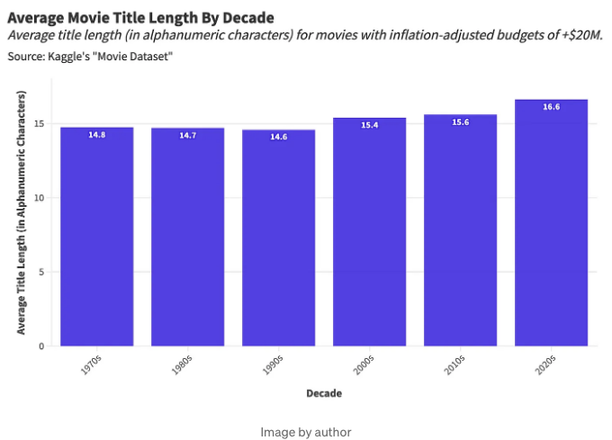 Average Movie Title Length By Decade
Average title length (in alphanumeric characters) for movies with inflation-adjusted budgets of +$20M.
Source: Kaggle's "Movie Dataset"
Average Title Length (in Alphanumeric Characters)
15
10
5
0
14.8
14.7
14.6
15.4
15.6
16.6
1970s
1980s
1990s
2000s
2010s
2020s
Decade
Image by author